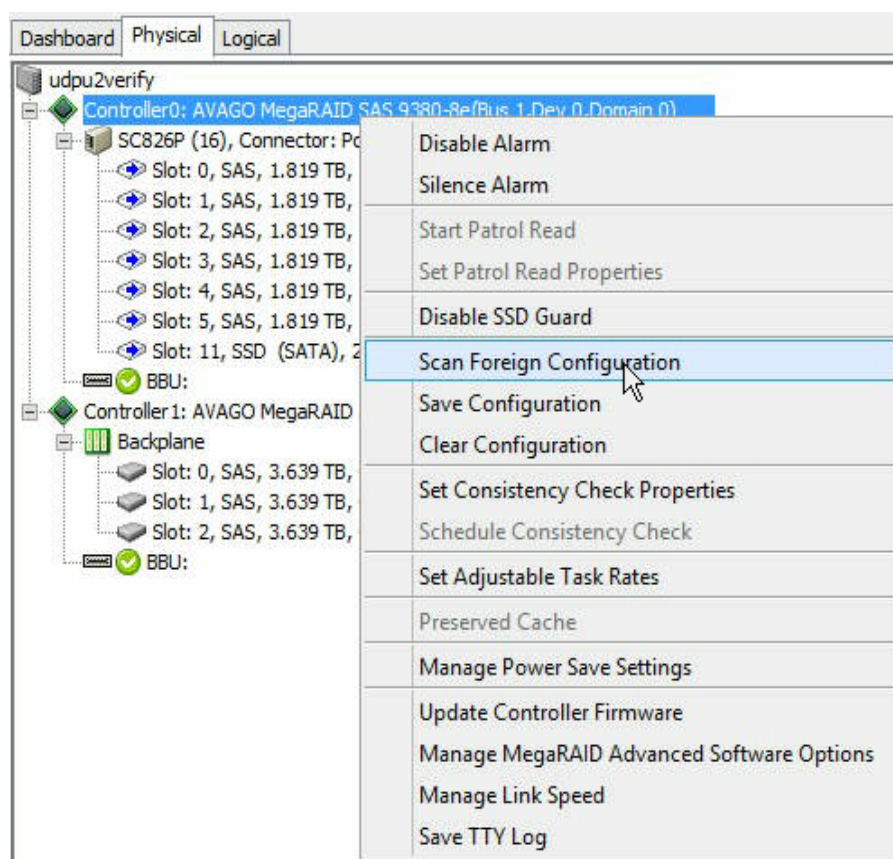 Dashboard Physical Logical
udpu2verify
Controller0: AVAGO MegaRAID SAS 9380-8e(Bus 1,Dev 0,Domain 0)
SC826P (16), Connector: Po
Slot: 0, SAS, 1.819 TB,
Slot: 1, SAS, 1.819 TB,
Slot: 2, SAS, 1.819 TB,
Slot: 3, SAS, 1.819 TB,
Slot: 4, SAS, 1.819 TB,
Slot: 5, SAS, 1.819 TB,
Slot: 11, SSD (SATA), 2
BBU:
Controller1: AVAGO MegaRAID
Backplane
Slot: 0, SAS, 3.639 TB,
Slot: 1, SAS, 3.639 TB,
Slot: 2, SAS, 3.639 TB,
BBU:
Disable Alarm
Silence Alarm
Start Patrol Read
Set Patrol Read Properties
Disable SSD Guard
Scan Foreign Configuration
Save Configuration
Clear Configuration
Set Consistency Check Properties
Schedule Consistency Check
Set Adjustable Task Rates
Preserved Cache
Manage Power Save Settings
Update Controller Firmware
Manage MegaRAID Advanced Software Options
Manage Link Speed
Save TTY Log